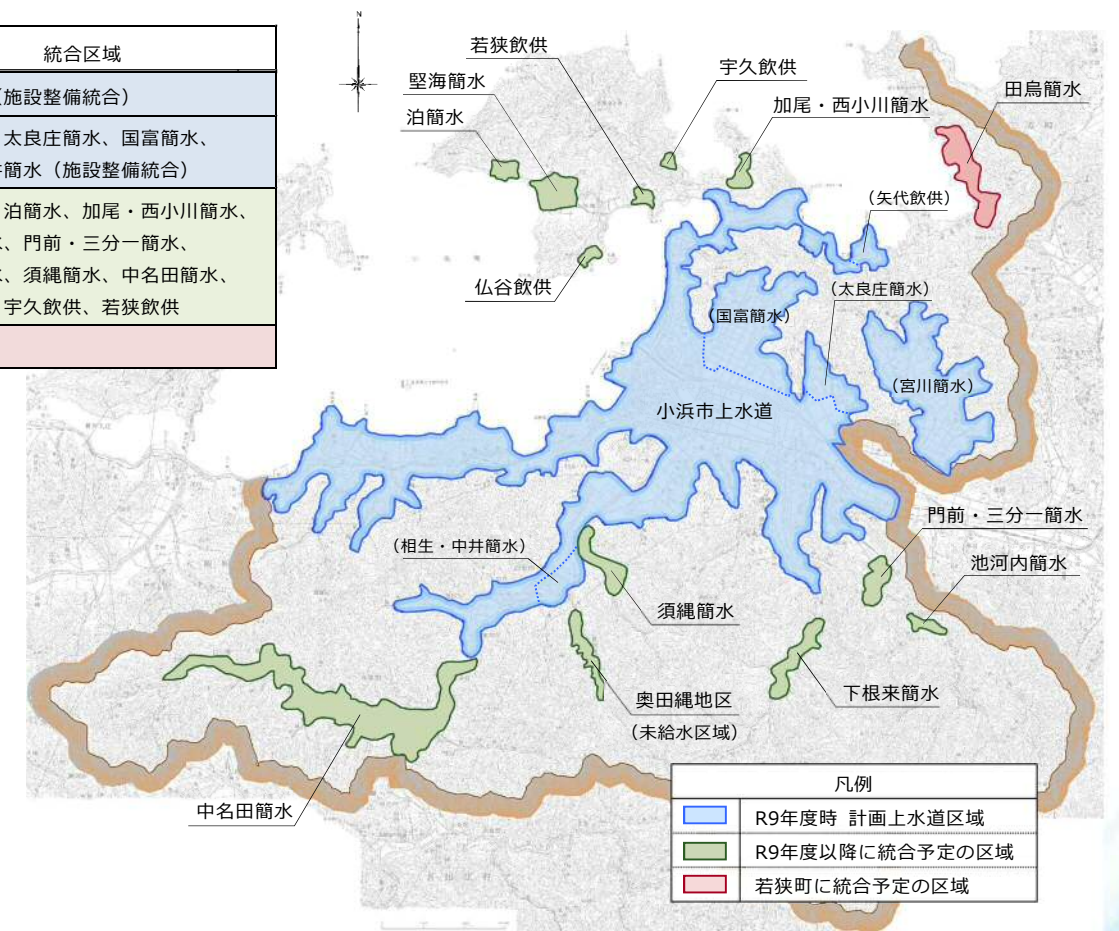 統合区域
（施設整備統合）
太良庄簡水、国富簡水、
簡水（施設整備統合）
泊簡水、加尾・西小川簡水、
、門前・三分一簡水、
、須縄簡水、中名田簡水、
宇久飲供、若狭飲供
N
若狭飲供
宇久飲供
堅海簡水
加尾・西小川簡水
田烏簡水
泊簡水
（矢代飲供）
仏谷飲供
（太良庄簡水）
（国富簡水）
（宮川簡水）
小浜市上水道
門前・三分一簡水
（相生・中井簡水）
池河内簡水
須縄簡水
奥田縄地区
（未給水区域）
下根来簡水
中名田簡水
凡例
R9年度時 計画上水道区域
R9年度以降に統合予定の区域
若狭町に統合予定の区域